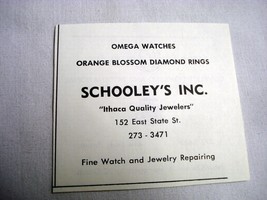 OMEGA WATCHES
ORANGE BLOSSOM DIAMOND RINGS
SCHOOLEY'S INC.
"Ithaca Quality Jewelers"
152 East State St.
273 - 3471
Fine Watch and Jewelry Repairing